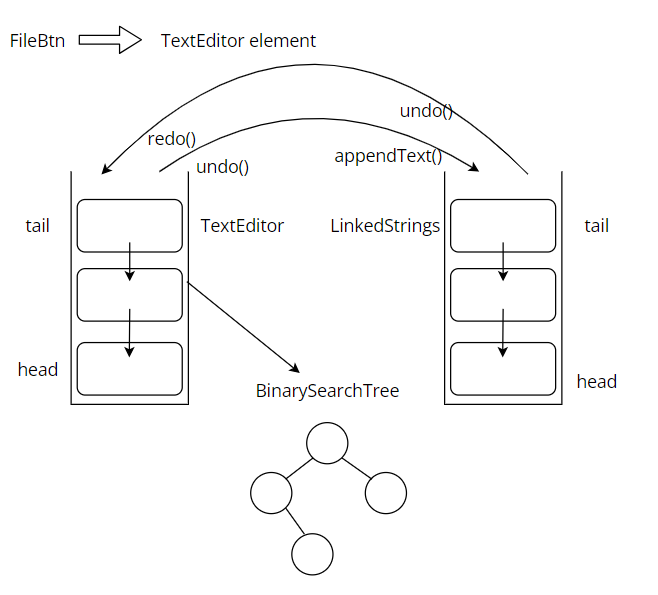 FileBtn
TextEditor element
undo()
redo()
appendText()
undo()
tail
TextEditor
LinkedStrings
tail
head
head
BinarySearchTree